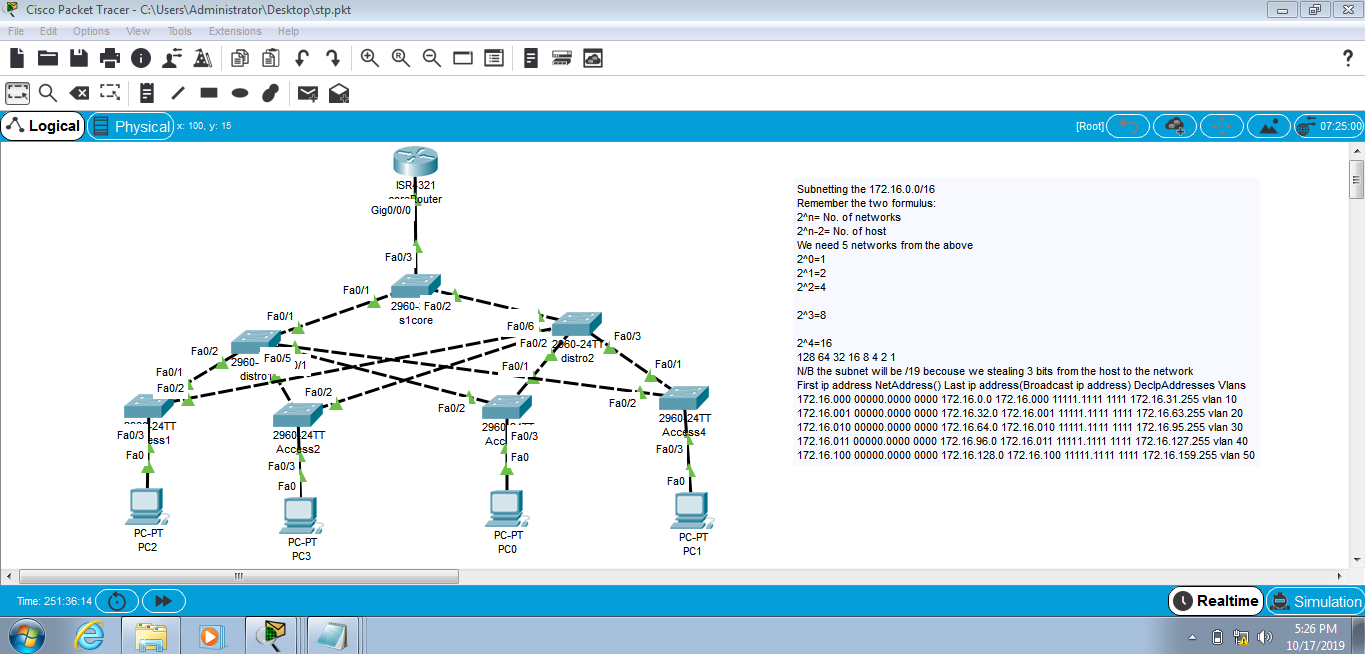 Cisco Packet Tracer - C:\Users\Administrator\Desktop\stp.pkt
File Edit Options View Tools Extensions Help
Logical
Physical
x: 100, y: 15
[Root]
07:25:00
ISR4321
Gig0/0/0
Fa0/3
Fa0/1
Fa0/2
s1core
Fa0/1
Fa0/6
Fa0/3
Fa0/2
2960-24TT
distro2
Fa0/2
Fa0/5
Fa0/1
Fa0/1
Fa0/1
Fa0/2
Fa0/2
Fa0/2
Fa0/2
2960-24TT
Access2
2960-24TT
Access4
Fa0/3
Fa0
Fa0/3
Fa0
Fa0/3
Fa0
Fa0/3
Fa0
PC-PT
PC2
PC-PT
PC3
PC-PT
PC0
PC-PT
PC1
Subnetting the 172.16.0.0/16
Remember the two formulus:
2^n= No. of networks
2^n-2= No. of host
We need 5 networks from the above
2^0=1
2^1=2
2^2=4
2^3=8
2^4=16
128 64 32 16 8 4 2 1
N/B the subnet will be /19 becouse we stealing 3 bits from the host to the network
First ip address NetAddress() Last ip address(Broadcast ip address) DecIpAddresses Vlans
172.16.000 00000.0000 0000 172.16.0.0 172.16.000 11111.1111 1111 172.16.31.255 vlan 10
172.16.001 00000.0000 0000 172.16.32.0 172.16.001 11111.1111 1111 172.16.63.255 vlan 20
172.16.010 00000.0000 0000 172.16.64.0 172.16.010 11111.1111 1111 172.16.95.255 vlan 30
172.16.011 00000.0000 0000 172.16.96.0 172.16.011 11111.1111 1111 172.16.127.255 vlan 40
172.16.100 00000.0000 0000 172.16.128.0 172.16.100 11111.1111 1111 172.16.159.255 vlan 50
Time: 251:36:14
Realtime
Simulation
5:26 PM
10/17/2019